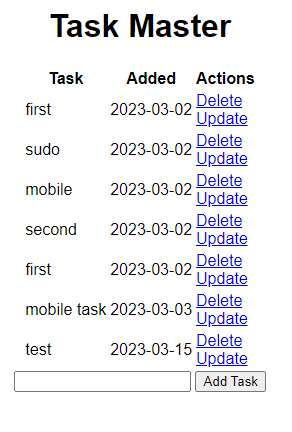 Task Master
Task Added Actions
first 2023-03-02 Delete
Update
sudo 2023-03-02 Delete
Update
mobile 2023-03-02 Delete
Update
second 2023-03-02 Delete
Update
first 2023-03-02 Delete
Update
mobile task 2023-03-03 Delete
Update
test 2023-03-15 Delete
Update
Add Task